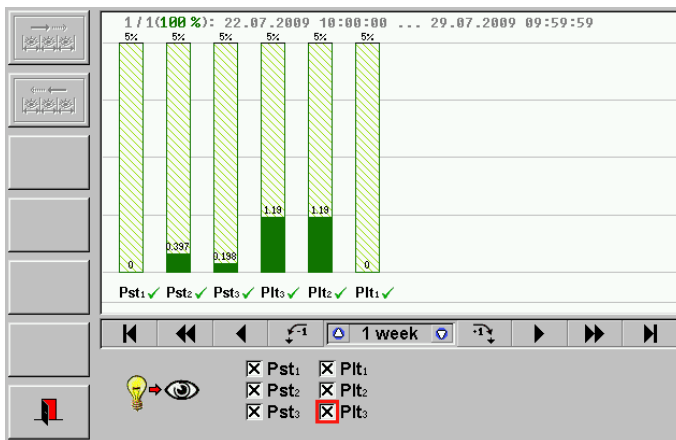 1/1(100 %): 22.07.2009 10:00:00 ... 29.07.2009 09:59:59
5% 5% 5% 5% 5% 5%
1.19 1.19
0.397
0.198
0 0
Pst₁✓ Pst₂✓ Pst₃✓ Plt₃✓ Plt₂✓ Plt₁✓
-1 1 week -1
Pst₁ Plt₁
Pst₂ Plt₂
Pst₃ Plt₃